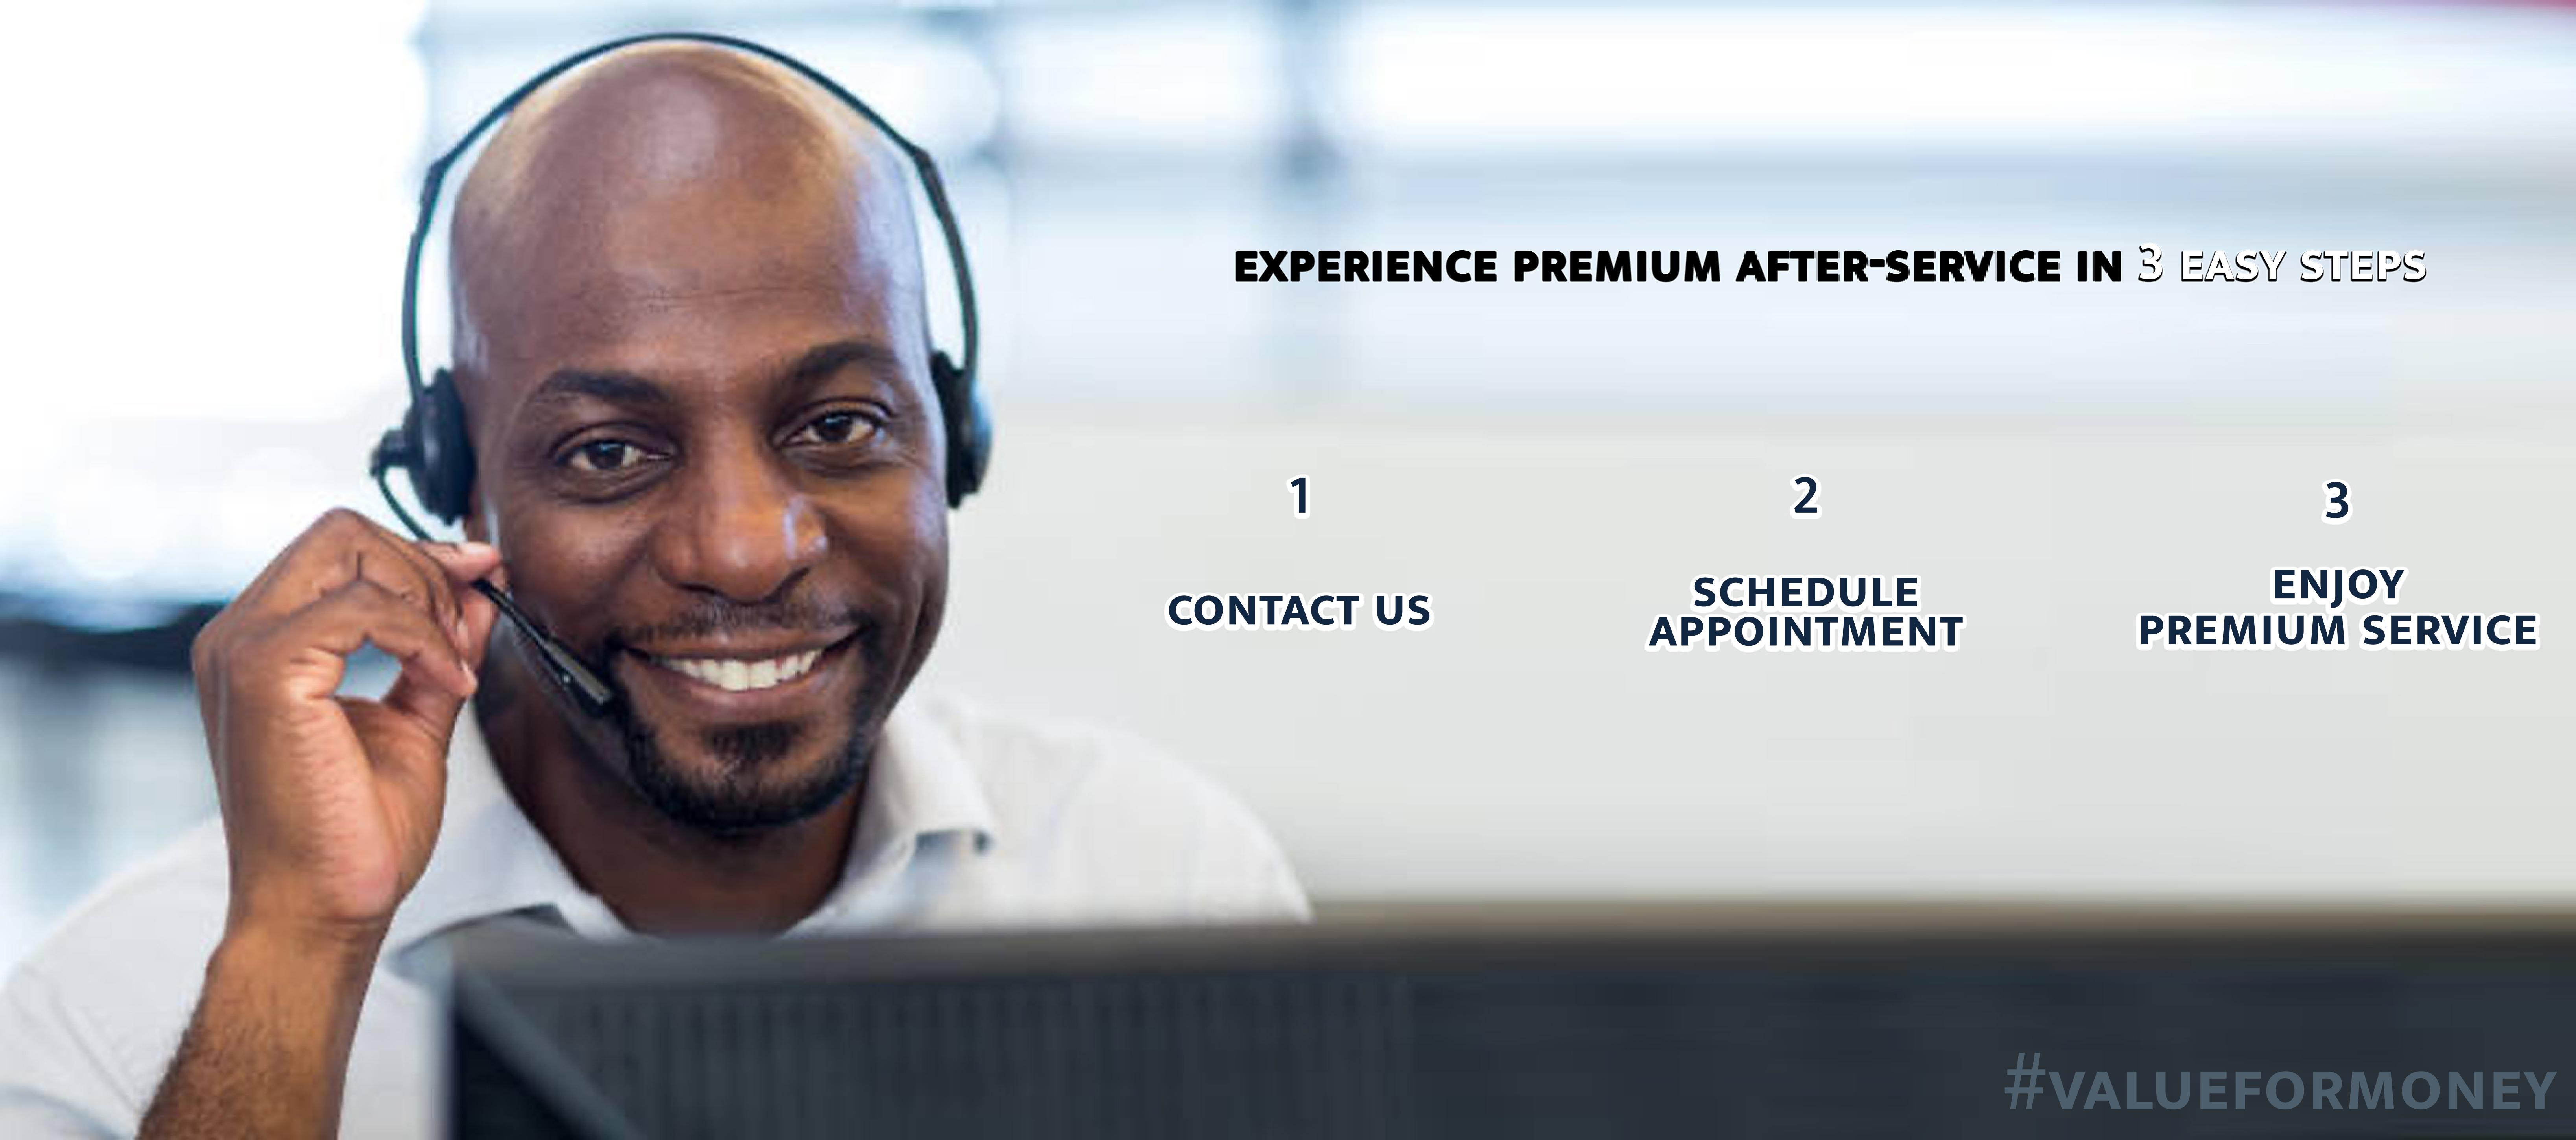 EXPERIENCE PREMIUM AFTER-SERVICE IN 3 EASY STEPS
1
CONTACT US
2
SCHEDULE
APPOINTMENT
3
ENJOY
PREMIUM SERVICE
#VALUEFORMONEY